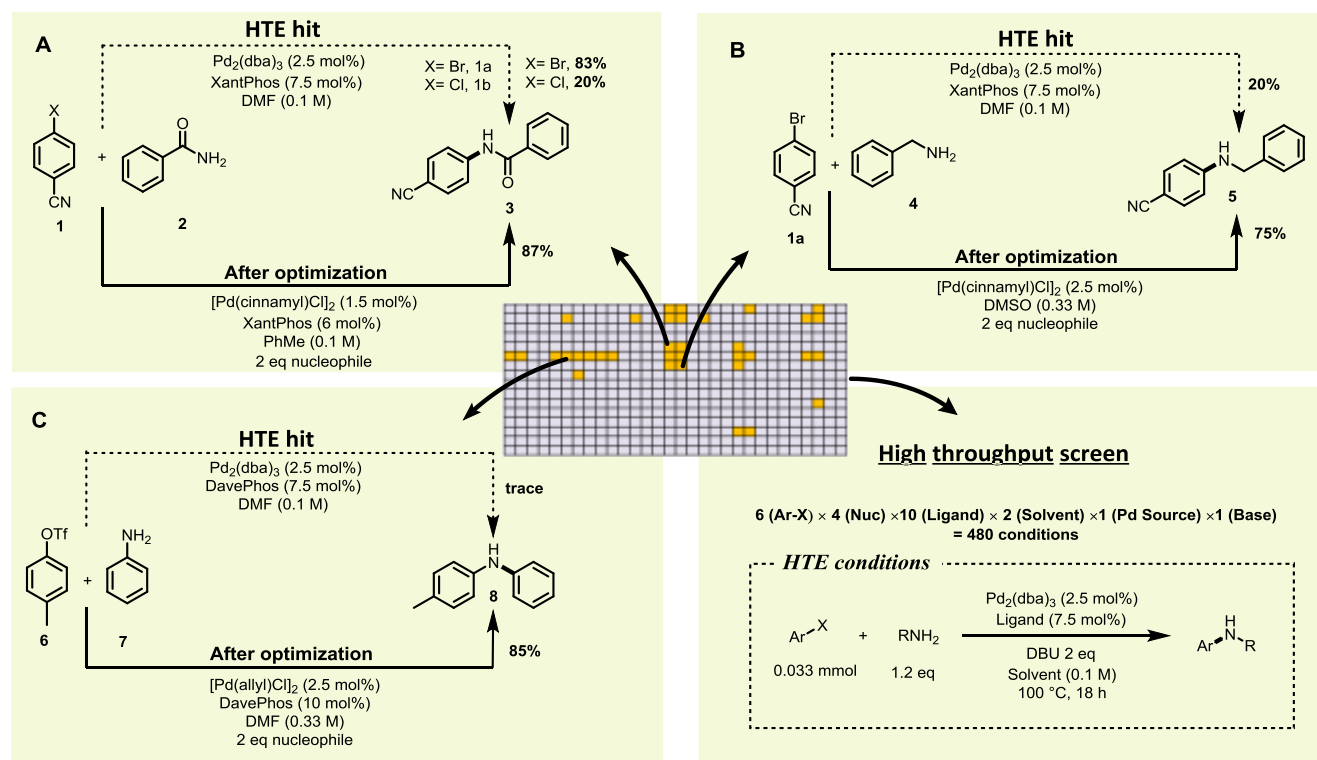 A
HTE hit
Pd2(dba)3 (2.5 mol%)
XantPhos (7.5 mol%)
DMF (0.1 M)
X= Br, 1a
X= Cl, 1b
X= Br, 83%
X= Cl, 20%
X
CN
1
+
O
NH2
2
H
N
O
NC
3
87%
After optimization
[Pd(cinnamyl)Cl]2 (1.5 mol%)
XantPhos (6 mol%)
PhMe (0.1 M)
2 eq nucleophile
B
HTE hit
Pd2(dba)3 (2.5 mol%)
XantPhos (7.5 mol%)
DMF (0.1 M)
20%
Br
CN
1a
+
NH2
4
H
N
NC
5
75%
After optimization
[Pd(cinnamyl)Cl]2 (2.5 mol%)
DMSO (0.33 M)
2 eq nucleophile
C
HTE hit
Pd2(dba)3 (2.5 mol%)
DavePhos (7.5 mol%)
DMF (0.1 M)
trace
OTf
6
+
NH2
7
H
N
8
85%
After optimization
[Pd(allyl)Cl]2 (2.5 mol%)
DavePhos (10 mol%)
DMF (0.33 M)
2 eq nucleophile
High throughput screen
6 (Ar-X) × 4 (Nuc) ×10 (Ligand) × 2 (Solvent) ×1 (Pd Source) ×1 (Base)
= 480 conditions
HTE conditions
Ar X
0.033 mmol
+
RNH2
1.2 eq
Pd2(dba)3 (2.5 mol%)
Ligand (7.5 mol%)
DBU 2 eq
Solvent (0.1 M)
100 °C, 18 h
H
Ar N R